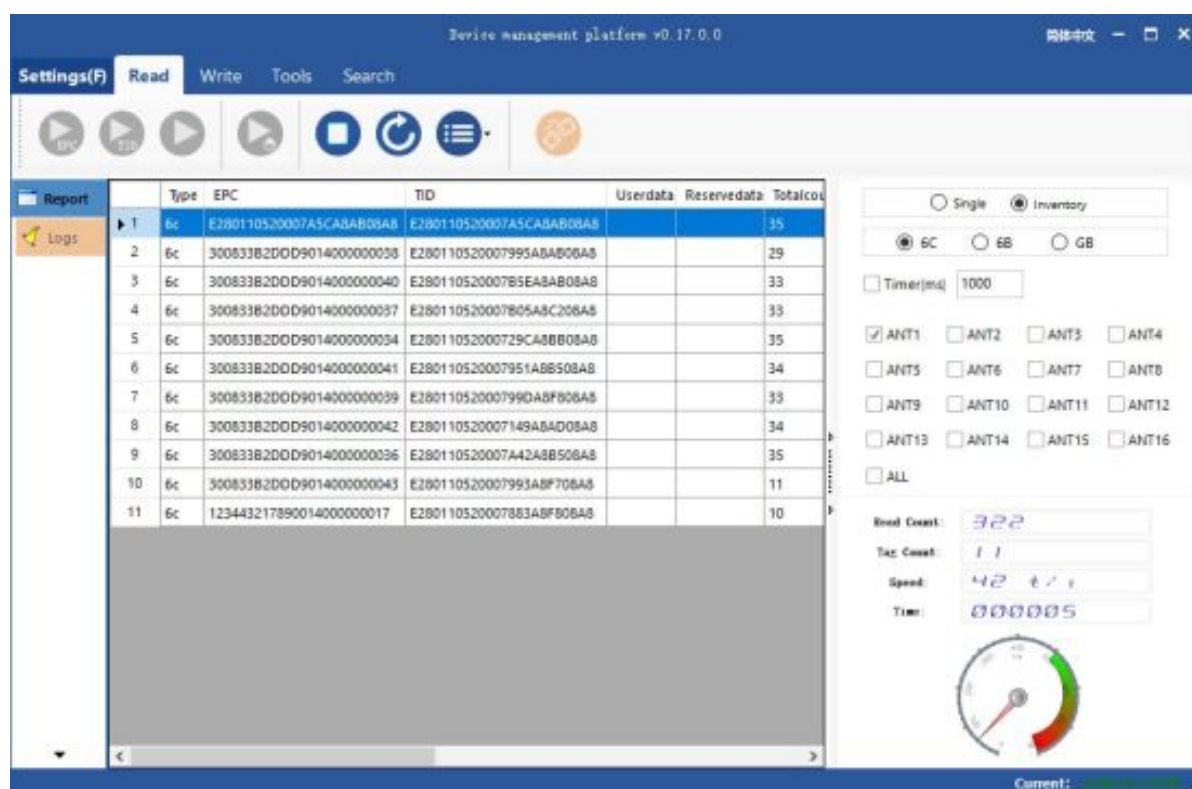 Device management platform v0.17.0.0 简体中文
Settings(F) Read Write Tools Search
EPC TID
Report
Logs
Type EPC TID Userdata Reservedata Totalcou
1 6c E280110520007A5CA8AB08A8 E280110520007A5CA8AB08A8 35
2 6c 300833B2DDD9014000000038 E280110520007995A8AB08A8 29
3 6c 300833B2DDD9014000000040 E280110520007B5EA8AB08A8 33
4 6c 300833B2DDD9014000000037 E280110520007B05A8C208A8 33
5 6c 300833B2DDD9014000000034 E2801105200729CA8BB08A8 35
6 6c 300833B2DDD9014000000041 E280110520007951A8B508A8 34
7 6c 300833B2DDD9014000000039 E2801105200799DA8F808A8 33
8 6c 300833B2DDD9014000000042 E280110520007149A8AD08A8 34
9 6c 300833B2DDD9014000000036 E280110520007A42A8B508A8 35
10 6c 300833B2DDD9014000000043 E280110520007993A8F708A8 11
11 6c 123443217890014000000017 E280110520007883A8F808A8 10
Single Inventory
6C 6B GB
Timer(ms) 1000
ANT1 ANT2 ANT3 ANT4
ANT5 ANT6 ANT7 ANT8
ANT9 ANT10 ANT11 ANT12
ANT13 ANT14 ANT15 ANT16
ALL
Read Count: 322
Tag Count: 11
Speed: 42
Time: 000005
Current: